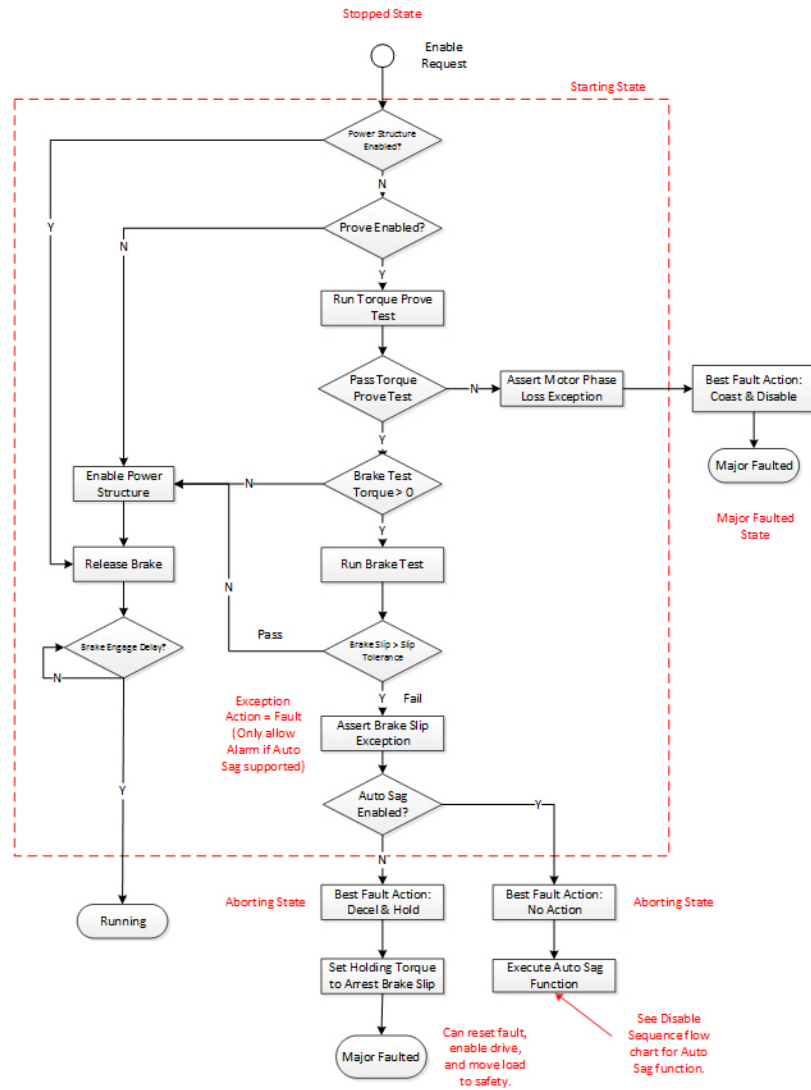 Stopped State
Enable
Request
Starting State
Power Structure
Enabled?
N
Y
Prove Enabled?
N
Y
Run Torque Prove
Test
Pass Torque
Prove Test
N
Assert Motor Phase
Loss Exception
Best Fault Action:
Coast & Disable
Y
Major Faulted
Enable Power
Structure
N
Brake Test
Torque > 0
Major Faulted
State
Y
Release Brake
Run Brake Test
N
Brake Engage Delay?
Pass
Brake Slip > Slip
Tolerance
N
Y
Fail
Exception
Action = Fault
(Only allow
Alarm if Auto
Sag supported)
Assert Brake Slip
Exception
Y
Auto Sag
Enabled?
Y
N
Running
Aborting State
Best Fault Action:
Decel & Hold
Best Fault Action:
No Action
Aborting State
Set Holding Torque
to Arrest Brake Slip
Execute Auto Sag
Function
Major Faulted
Can reset fault,
enable drive,
and move load
to safety.
See Disable
Sequence flow
chart for Auto
Sag function.